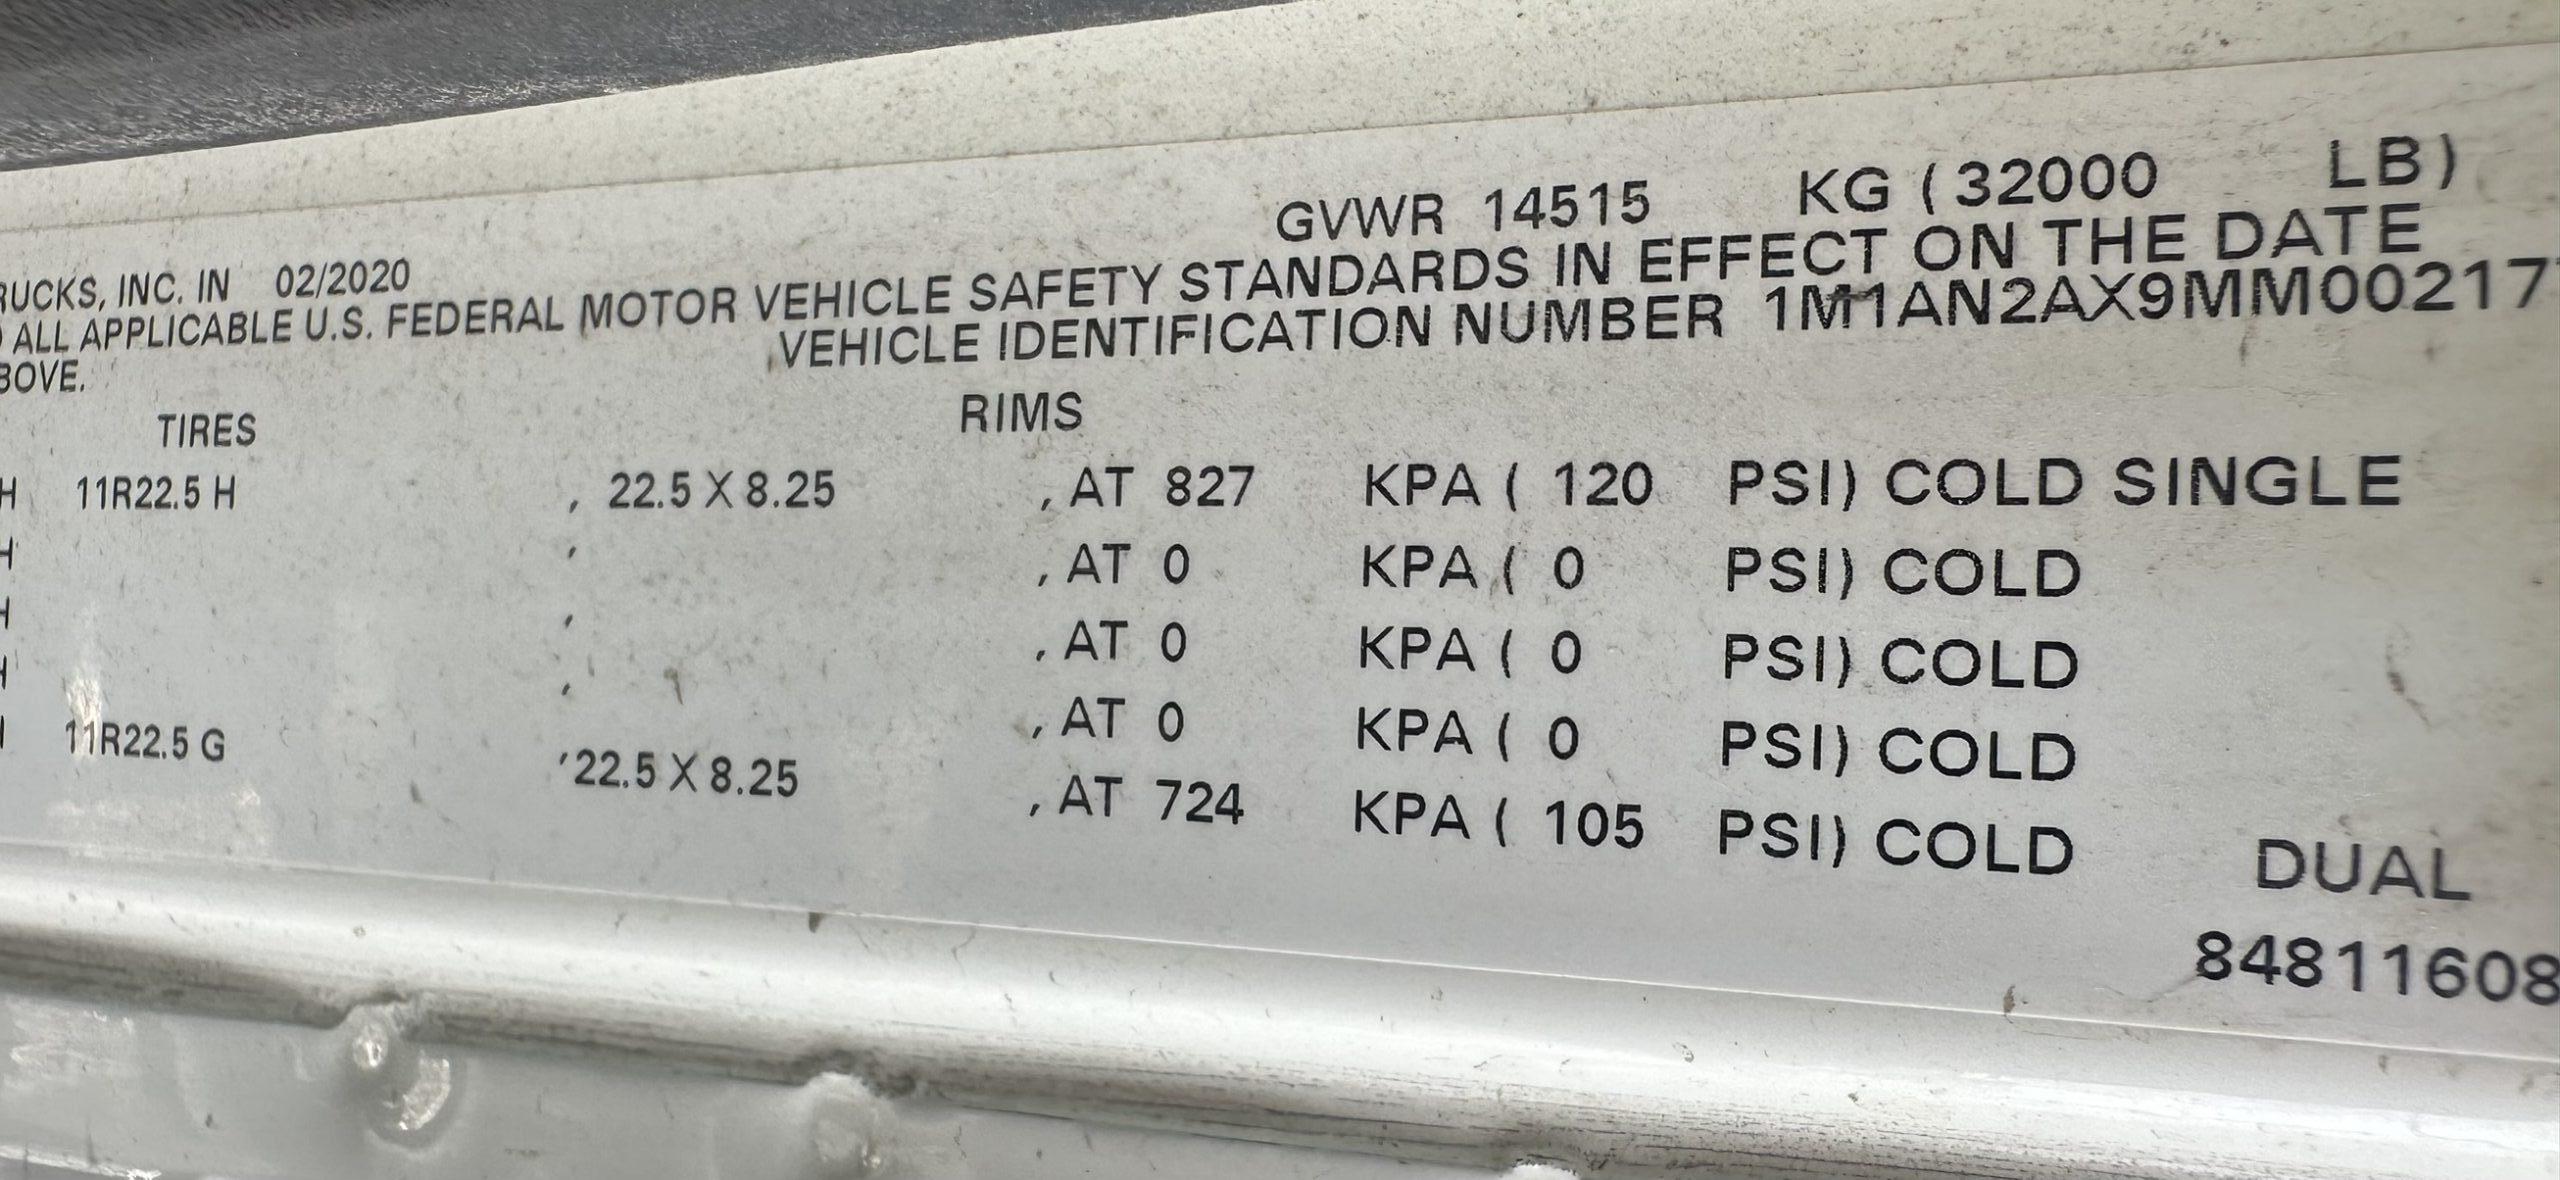 GVWR 14515 KG ( 32000 LB )
RUCKS, INC. IN 02/2020
ALL APPLICABLE U.S. FEDERAL MOTOR VEHICLE SAFETY STANDARDS IN EFFECT ON THE DATE
BOVE. VEHICLE IDENTIFICATION NUMBER 1M1AN2AX9MM00217
TIRES RIMS
H 11R22.5 H , 22.5 X 8.25 , AT 827 KPA ( 120 PSI) COLD SINGLE
H , , AT 0 KPA ( 0 PSI) COLD
H , , AT 0 KPA ( 0 PSI) COLD
H , , AT 0 KPA ( 0 PSI) COLD
11R22.5 G , 22.5 X 8.25 , AT 724 KPA ( 105 PSI) COLD DUAL
84811608